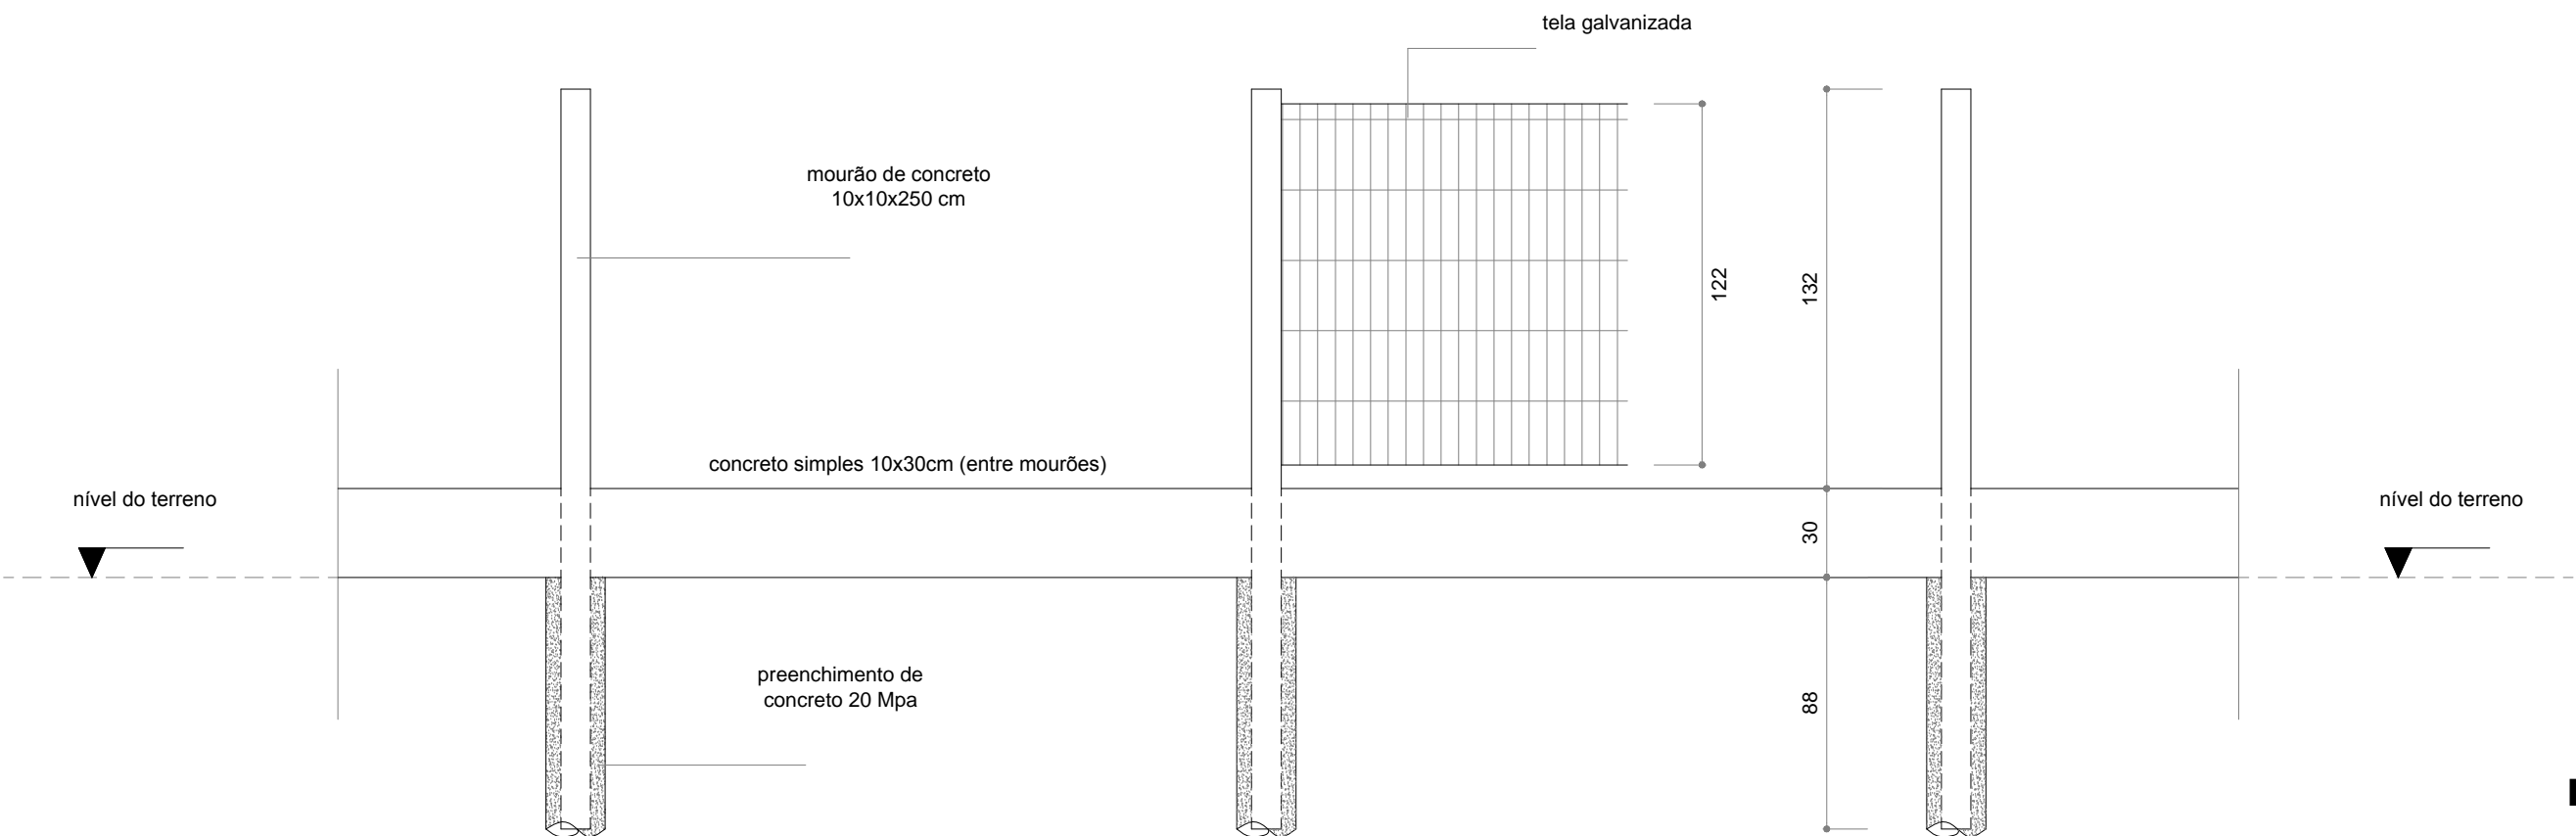 tela galvanizada
mourão de concreto
10x10x250 cm
122
132
concreto simples 10x30cm (entre mourões)
nível do terreno
nível do terreno
30
preenchimento de
concreto 20 Mpa
88